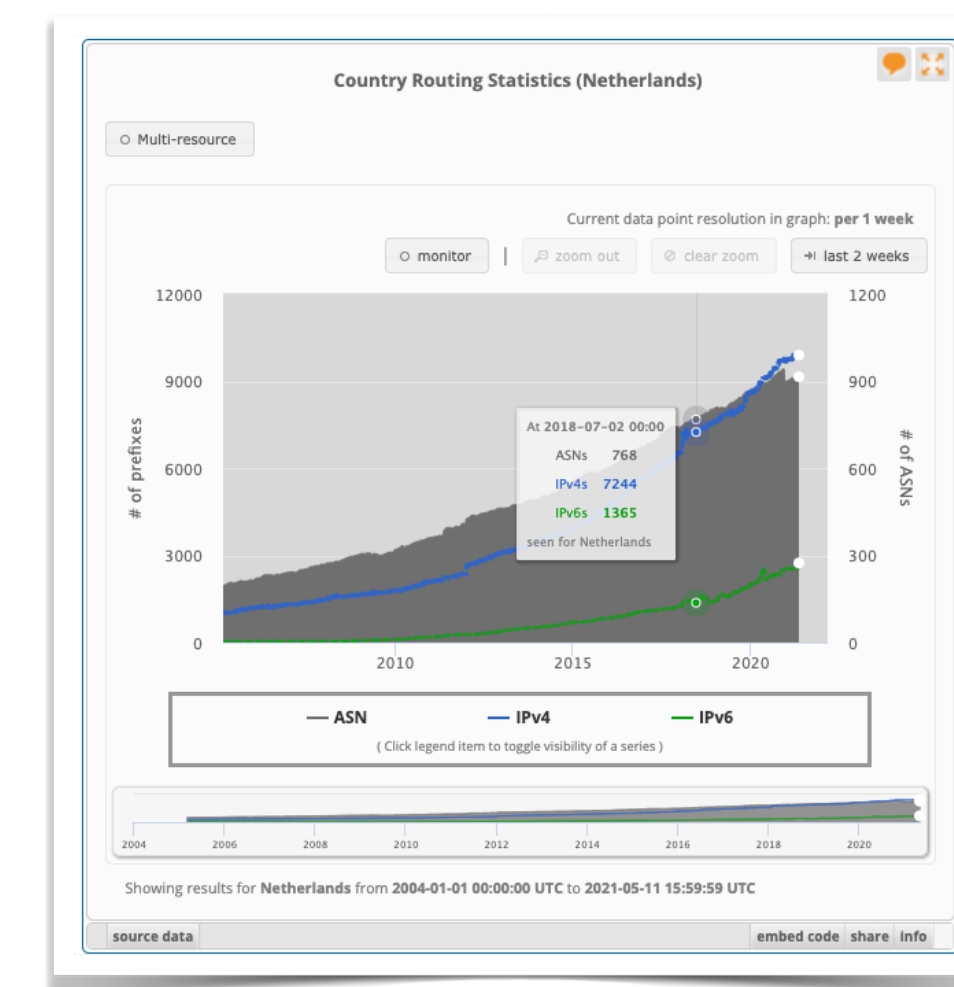 Country Routing Statistics (Netherlands)
Multi-resource
Current data point resolution in graph: per 1 week
monitor | zoom out clear zoom last 2 weeks
12000 1200
9000 900
6000 600
3000 300
0 0
# of prefixes
# of ASNs
At 2018-07-02 00:00
ASNs 768
IPv4s 7244
IPv6s 1365
seen for Netherlands
2010 2015 2020
ASN IPv4 IPv6
( Click legend item to toggle visibility of a series )
2004 2006 2008 2010 2012 2014 2016 2018 2020
Showing results for Netherlands from 2004-01-01 00:00:00 UTC to 2021-05-11 15:59:59 UTC
source data embed code share info